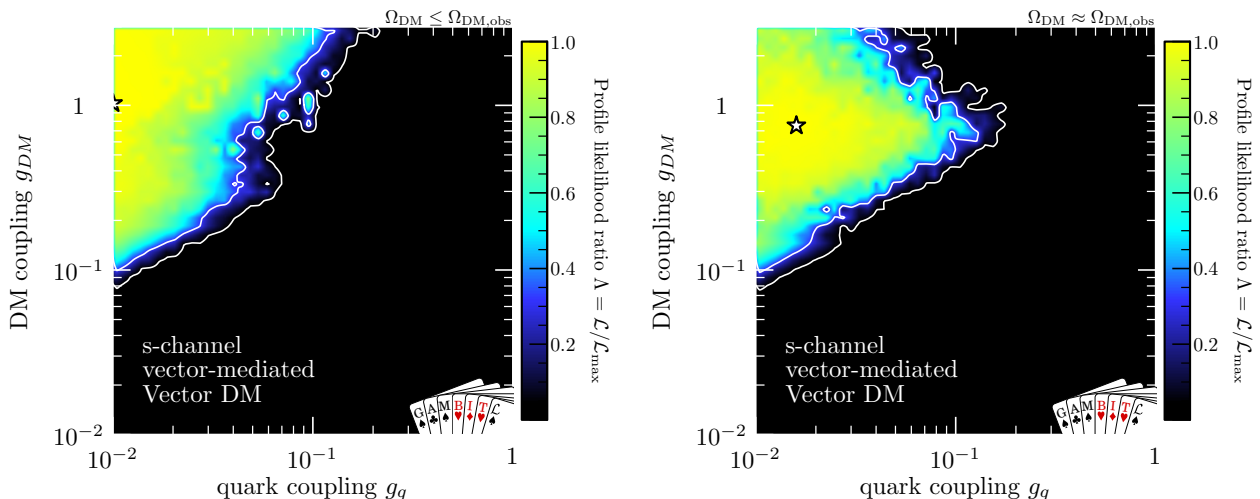 Ω_DM ≤ Ω_DM,obs
DM coupling g_DM
1
10⁻¹
10⁻²
10⁻² 10⁻¹ 1
quark coupling g_q
s-channel
vector-mediated
Vector DM
GAMBIT L
1.0
0.8
0.6
0.4
0.2
Profile likelihood ratio Λ = ℒ/ℒ_max
Ω_DM ≈ Ω_DM,obs
DM coupling g_DM
1
10⁻¹
10⁻²
10⁻² 10⁻¹ 1
quark coupling g_q
s-channel
vector-mediated
Vector DM
GAMBIT L
1.0
0.8
0.6
0.4
0.2
Profile likelihood ratio Λ = ℒ/ℒ_max